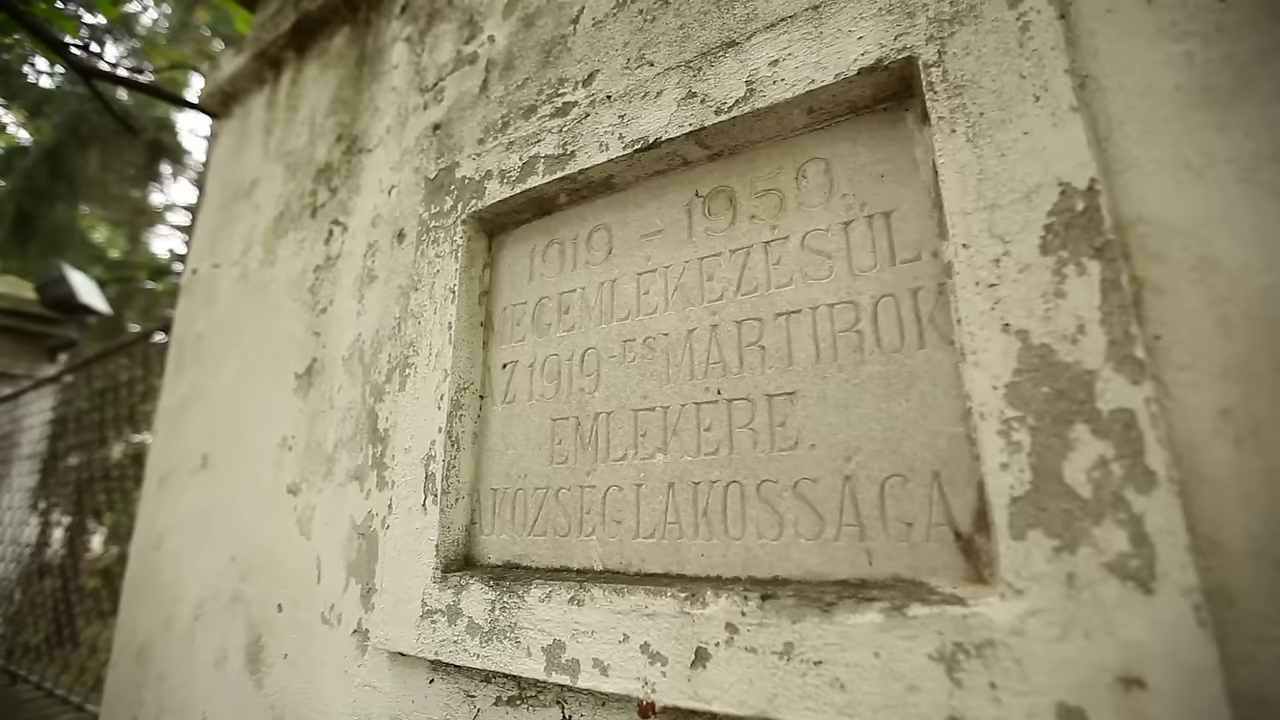 1919 – 1959.
MEGEMLÉKEZÉSÜL
AZ 1919-ES MÁRTIROK
EMLÉKÉRE.
A KÖZSÉG LAKOSSÁGA